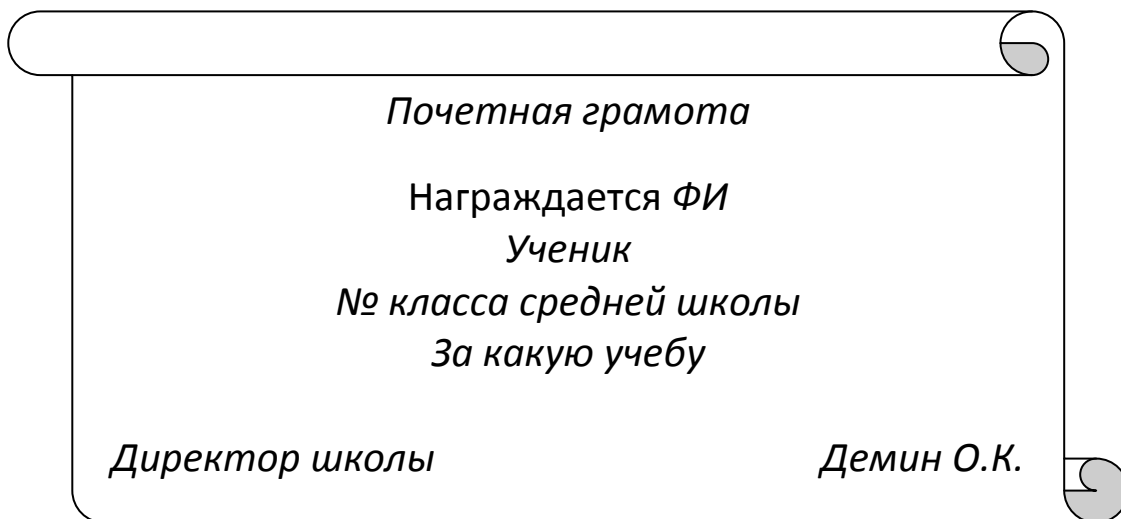 Почетная грамота
Награждается ФИ
Ученик
№ класса средней школы
За какую учебу
Директор школы Демин О.К.